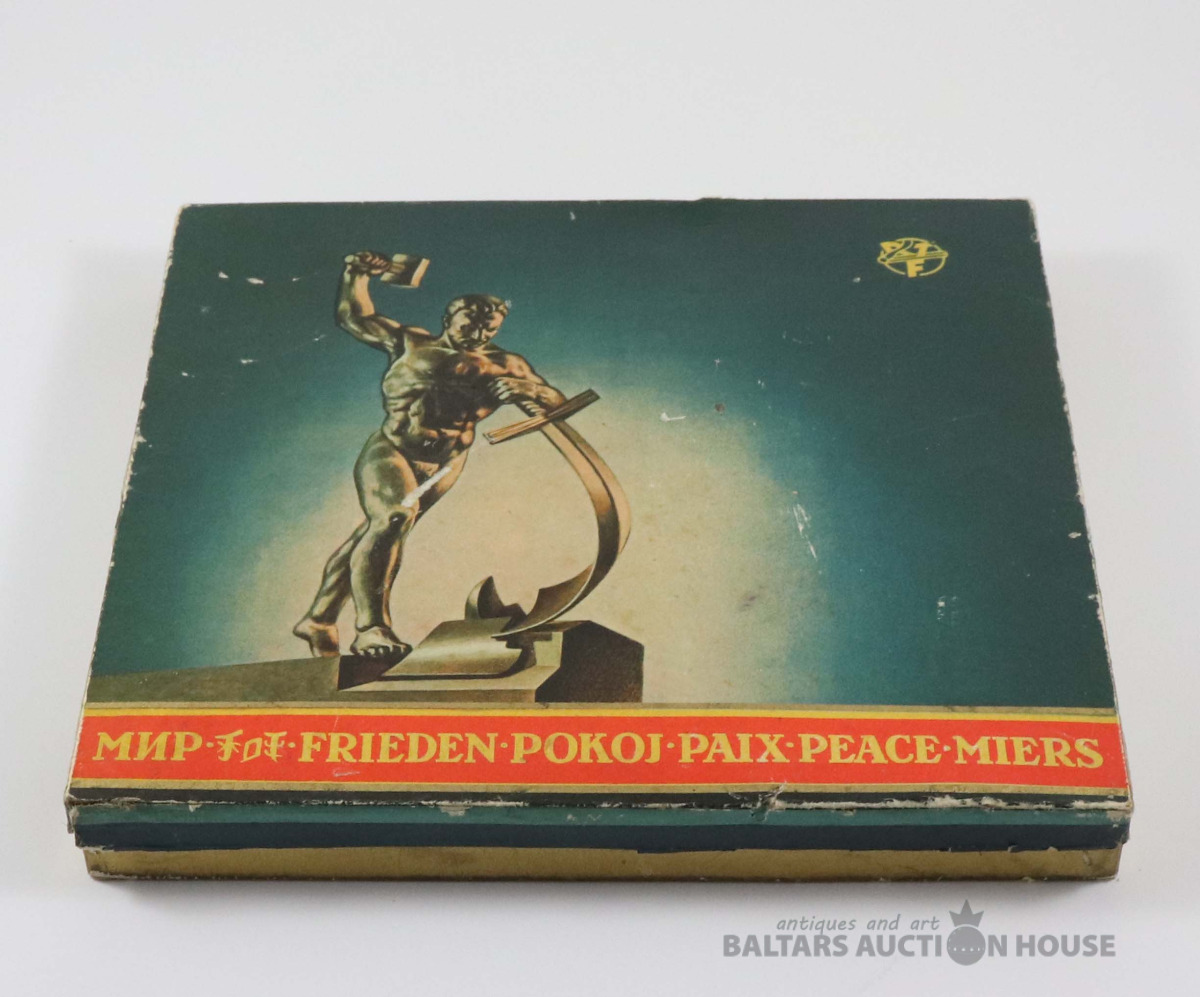 МИР·和平·FRIEDEN·POKOJ·PAIX·PEACE·MIERS
antiques and art
BALTARS AUCTION HOUSE